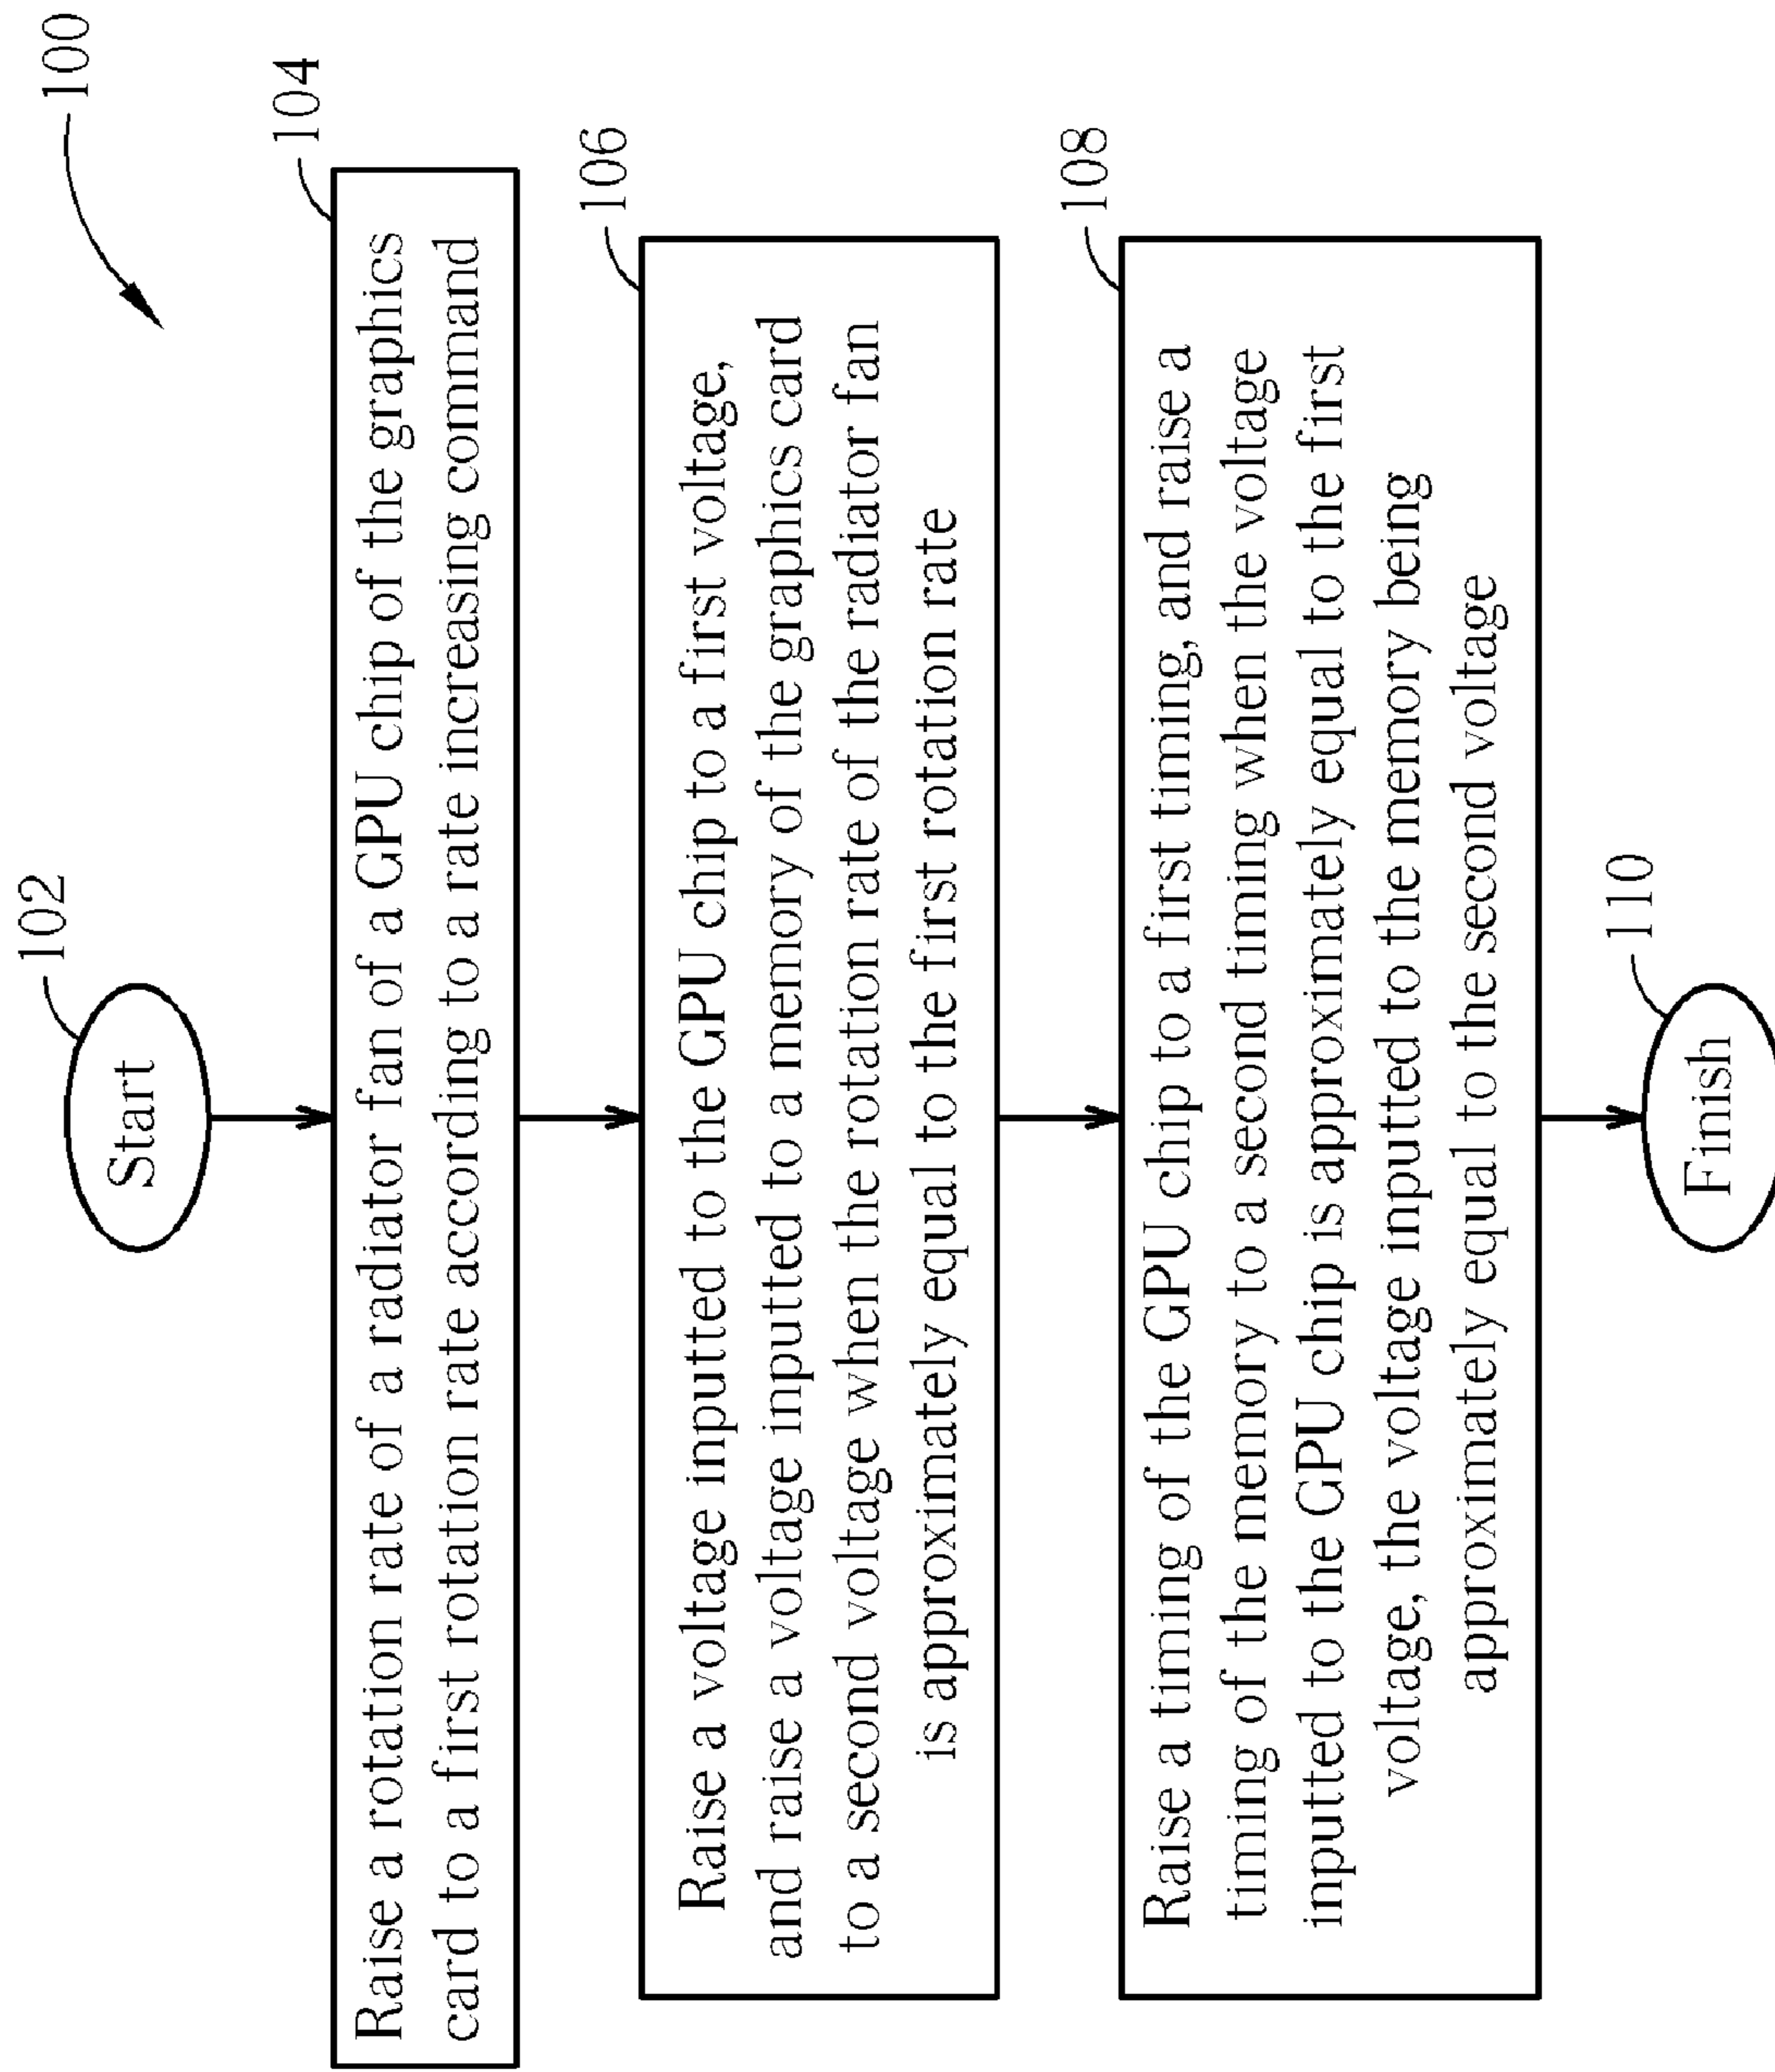 100
102
Start
104
Raise a rotation rate of a radiator fan of a GPU chip of the graphics
card to a first rotation rate according to a rate increasing command
106
Raise a voltage inputted to the GPU chip to a first voltage,
and raise a voltage inputted to a memory of the graphics card
to a second voltage when the rotation rate of the radiator fan
is approximately equal to the first rotation rate
108
Raise a timing of the GPU chip to a first timing, and raise a
timing of the memory to a second timing when the voltage
inputted to the GPU chip is approximately equal to the first
voltage, the voltage inputted to the memory being
approximately equal to the second voltage
110
Finish